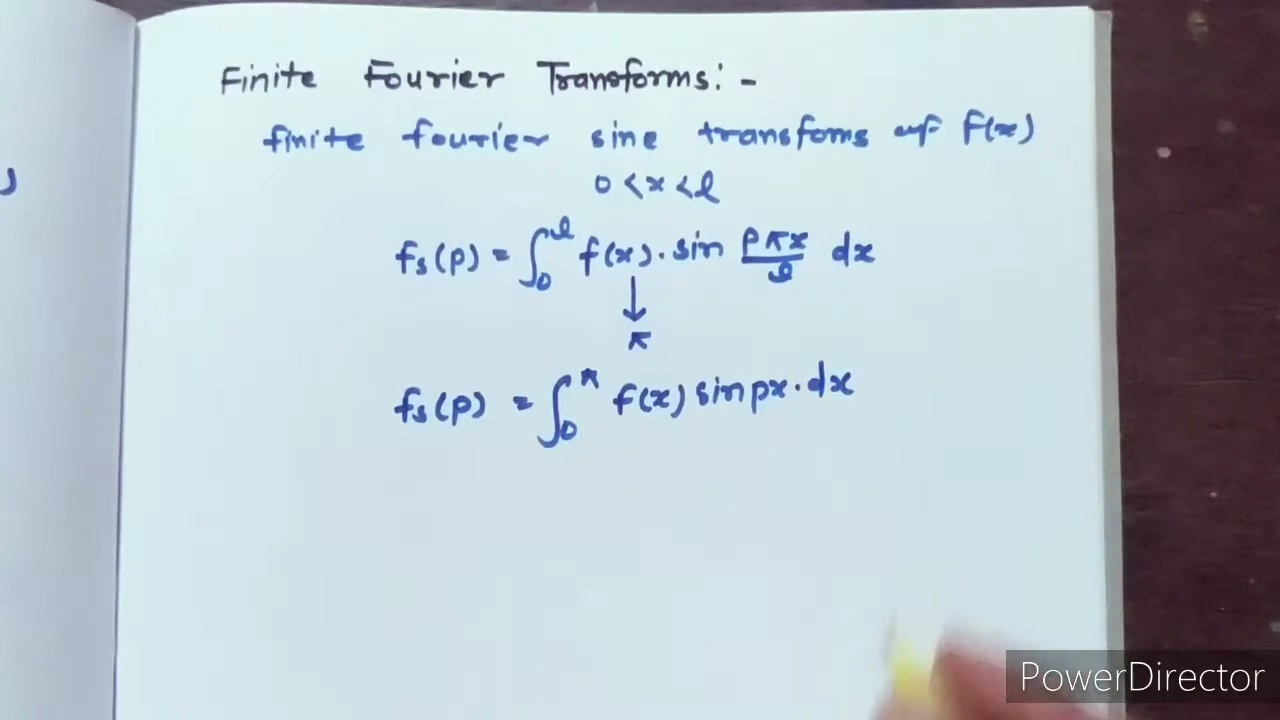 Finite Fourier Transforms:-
finite fourier sine transfoms of F(x)
0<x<l
fs(p) = ∫₀ˡ f(x). sin pπx/l dx
↓
π
fs(p) = ∫₀^π f(x) sin px. dx
PowerDirector